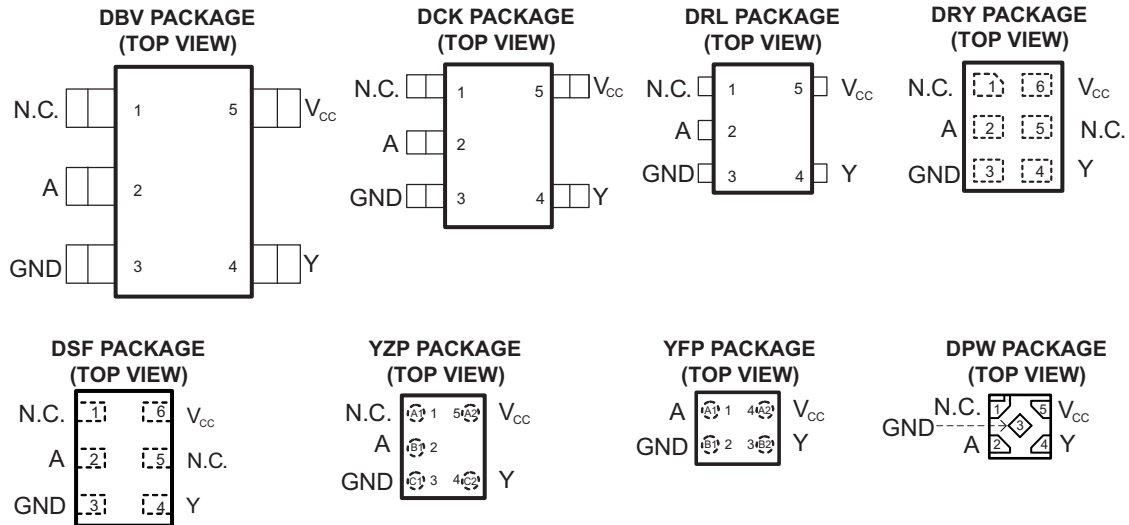 DBV PACKAGE
(TOP VIEW)
N.C. 1 5 VCC
A 2
GND 3 4 Y
DCK PACKAGE
(TOP VIEW)
N.C. 1 5 VCC
A 2
GND 3 4 Y
DRL PACKAGE
(TOP VIEW)
N.C. 1 5 VCC
A 2
GND 3 4 Y
DRY PACKAGE
(TOP VIEW)
N.C. 1 6 VCC
A 2 5 N.C.
GND 3 4 Y
DSF PACKAGE
(TOP VIEW)
N.C. 1 6 VCC
A 2 5 N.C.
GND 3 4 Y
YZP PACKAGE
(TOP VIEW)
N.C. A1 1 5 A2 VCC
A B1 2
GND C1 3 4 C2 Y
YFP PACKAGE
(TOP VIEW)
A A1 1 4 A2 VCC
GND B1 2 3 B2 Y
DPW PACKAGE
(TOP VIEW)
N.C. 1 5 VCC
GND 3
A 2 4 Y